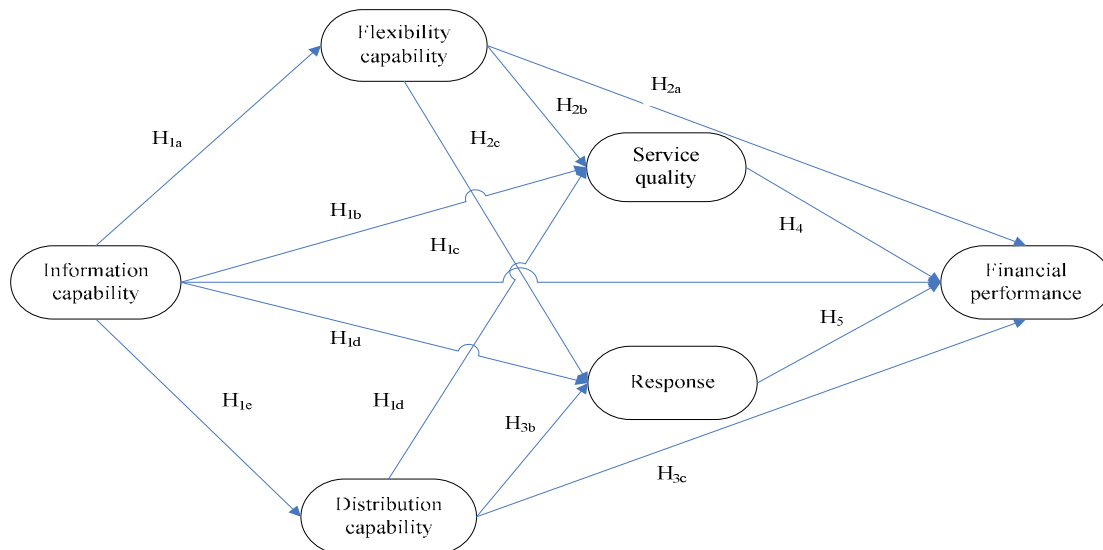 Flexibility
capability
H2a
H2b
H2c
Service
quality
H1a
H1b
H4
H1c
Information
capability
Financial
performance
H5
H1d
Response
H1e
H1d
H3b
H3c
Distribution
capability